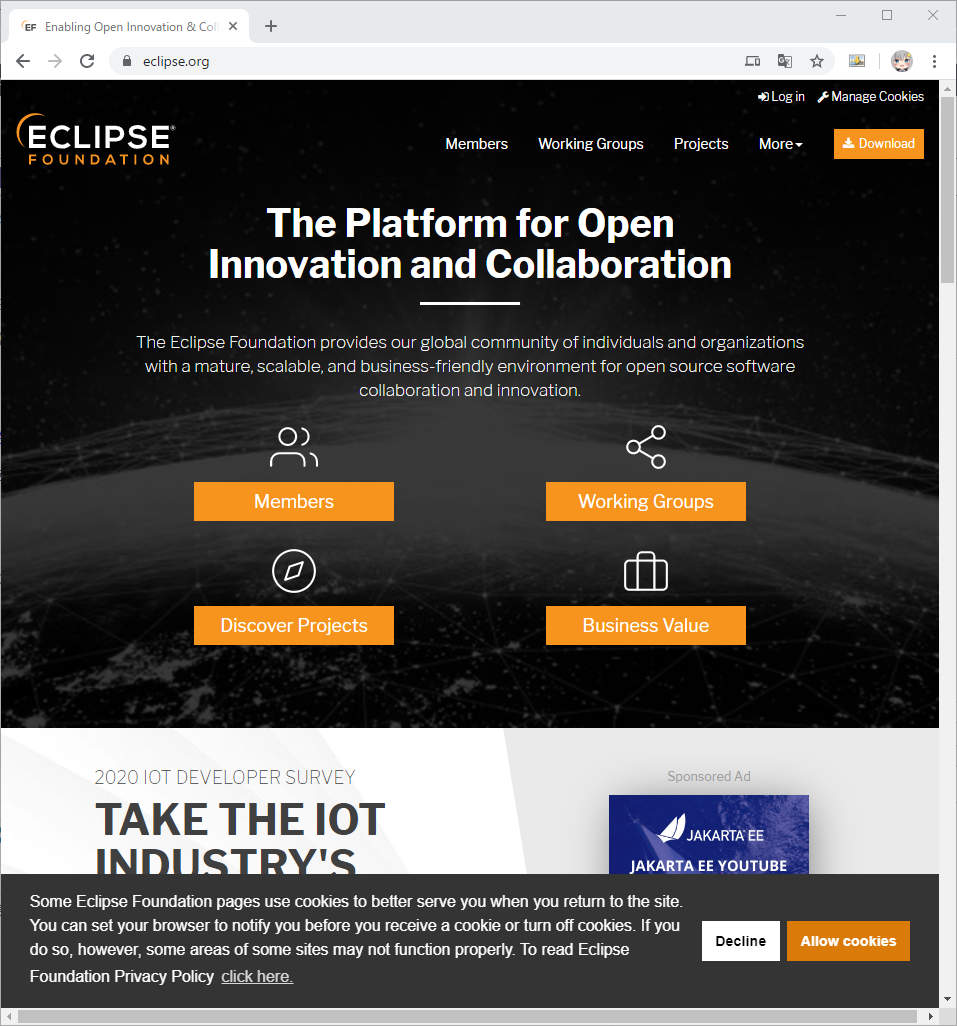 EF Enabling Open Innovation & Col
eclipse.org
Log in Manage Cookies
ECLIPSE®
FOUNDATION
Members Working Groups Projects More Download
The Platform for Open
Innovation and Collaboration
The Eclipse Foundation provides our global community of individuals and organizations
with a mature, scalable, and business-friendly environment for open source software
collaboration and innovation.
Members Working Groups
Discover Projects Business Value
2020 IOT DEVELOPER SURVEY
TAKE THE IOT
INDUSTRY'S
Sponsored Ad
JAKARTA® EE
JAKARTA EE YOUTUBE
Some Eclipse Foundation pages use cookies to better serve you when you return to the site.
You can set your browser to notify you before you receive a cookie or turn off cookies. If you
do so, however, some areas of some sites may not function properly. To read Eclipse
Foundation Privacy Policy click here.
Decline Allow cookies